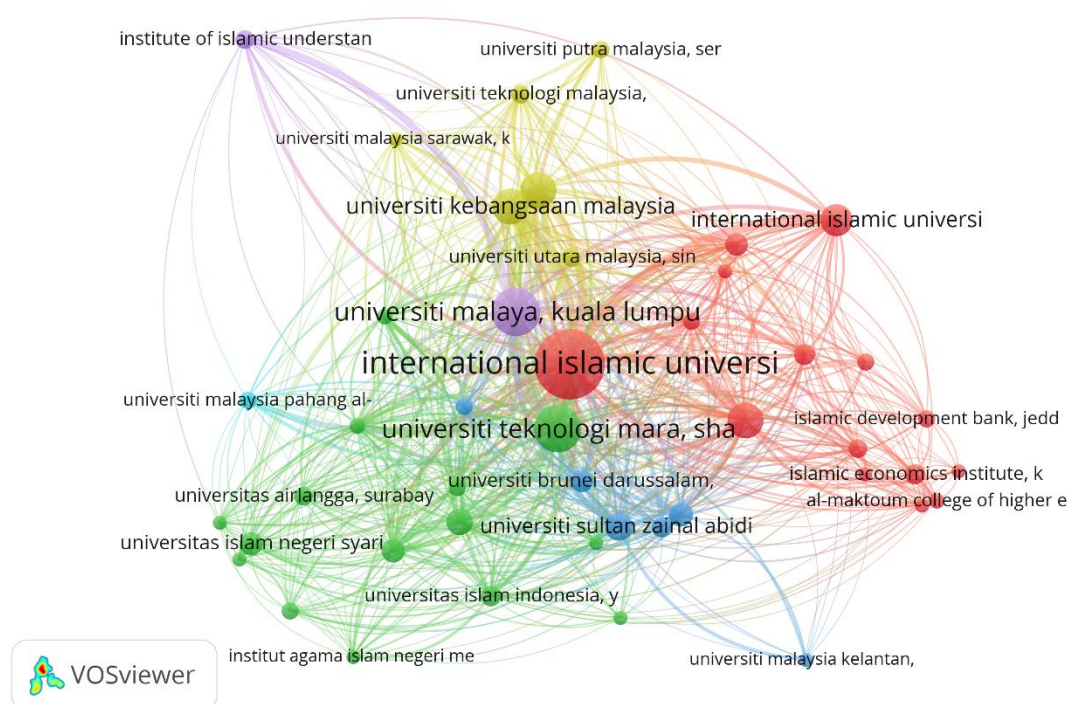 institute of islamic understan
universiti putra malaysia, ser
universiti teknologi malaysia,
universiti malaysia sarawak, k
universiti kebangsaan malaysia
international islamic universi
universiti utara malaysia, sin
universiti malaya, kuala lumpu
international islamic universi
universiti malaysia pahang al-
islamic development bank, jedd
universiti teknologi mara, sha
islamic economics institute, k
universiti brunei darussalam,
universitas airlangga, surabay
al-maktoum college of higher e
universiti sultan zainal abidi
universitas islam negeri syari
universitas islam indonesia, y
institut agama islam negeri me
universiti malaysia kelantan,
VOSviewer